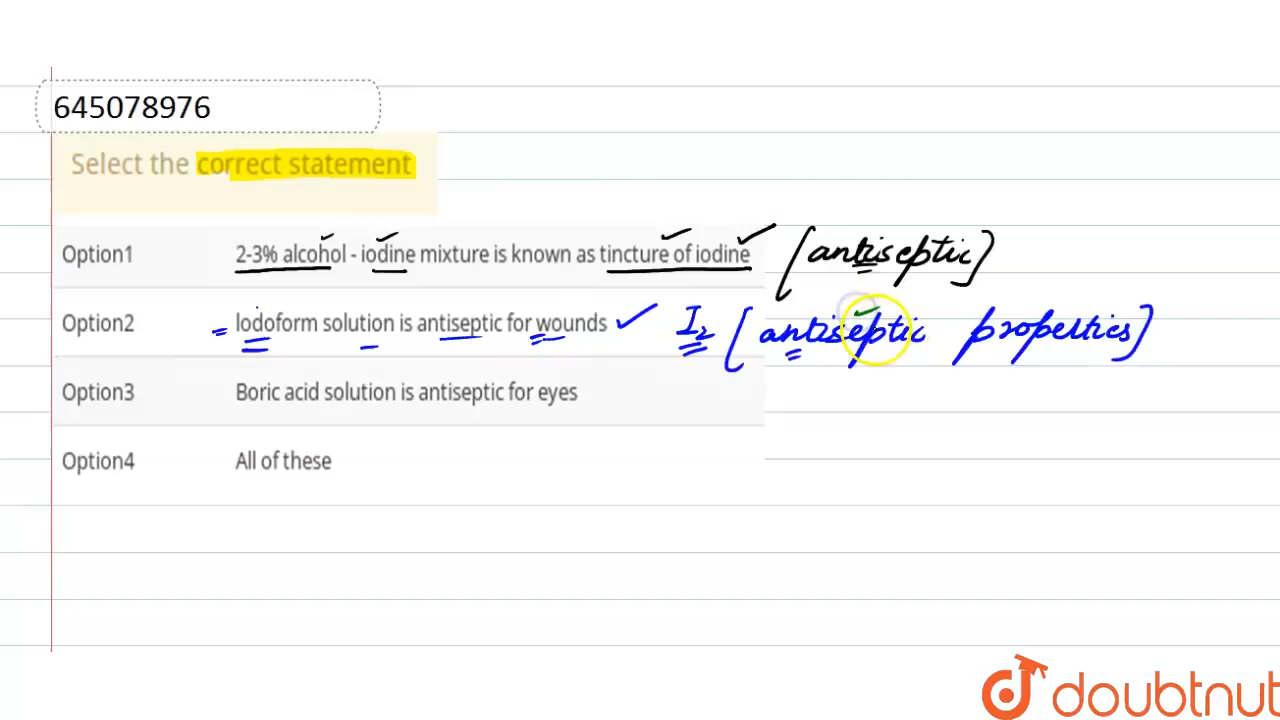 645078976
Select the correct statement
Option1 2-3% alcohol - iodine mixture is known as tincture of iodine [antiseptic]
Option2 Iodoform solution is antiseptic for wounds I2 [antiseptic properties]
Option3 Boric acid solution is antiseptic for eyes
Option4 All of these
doubtnut